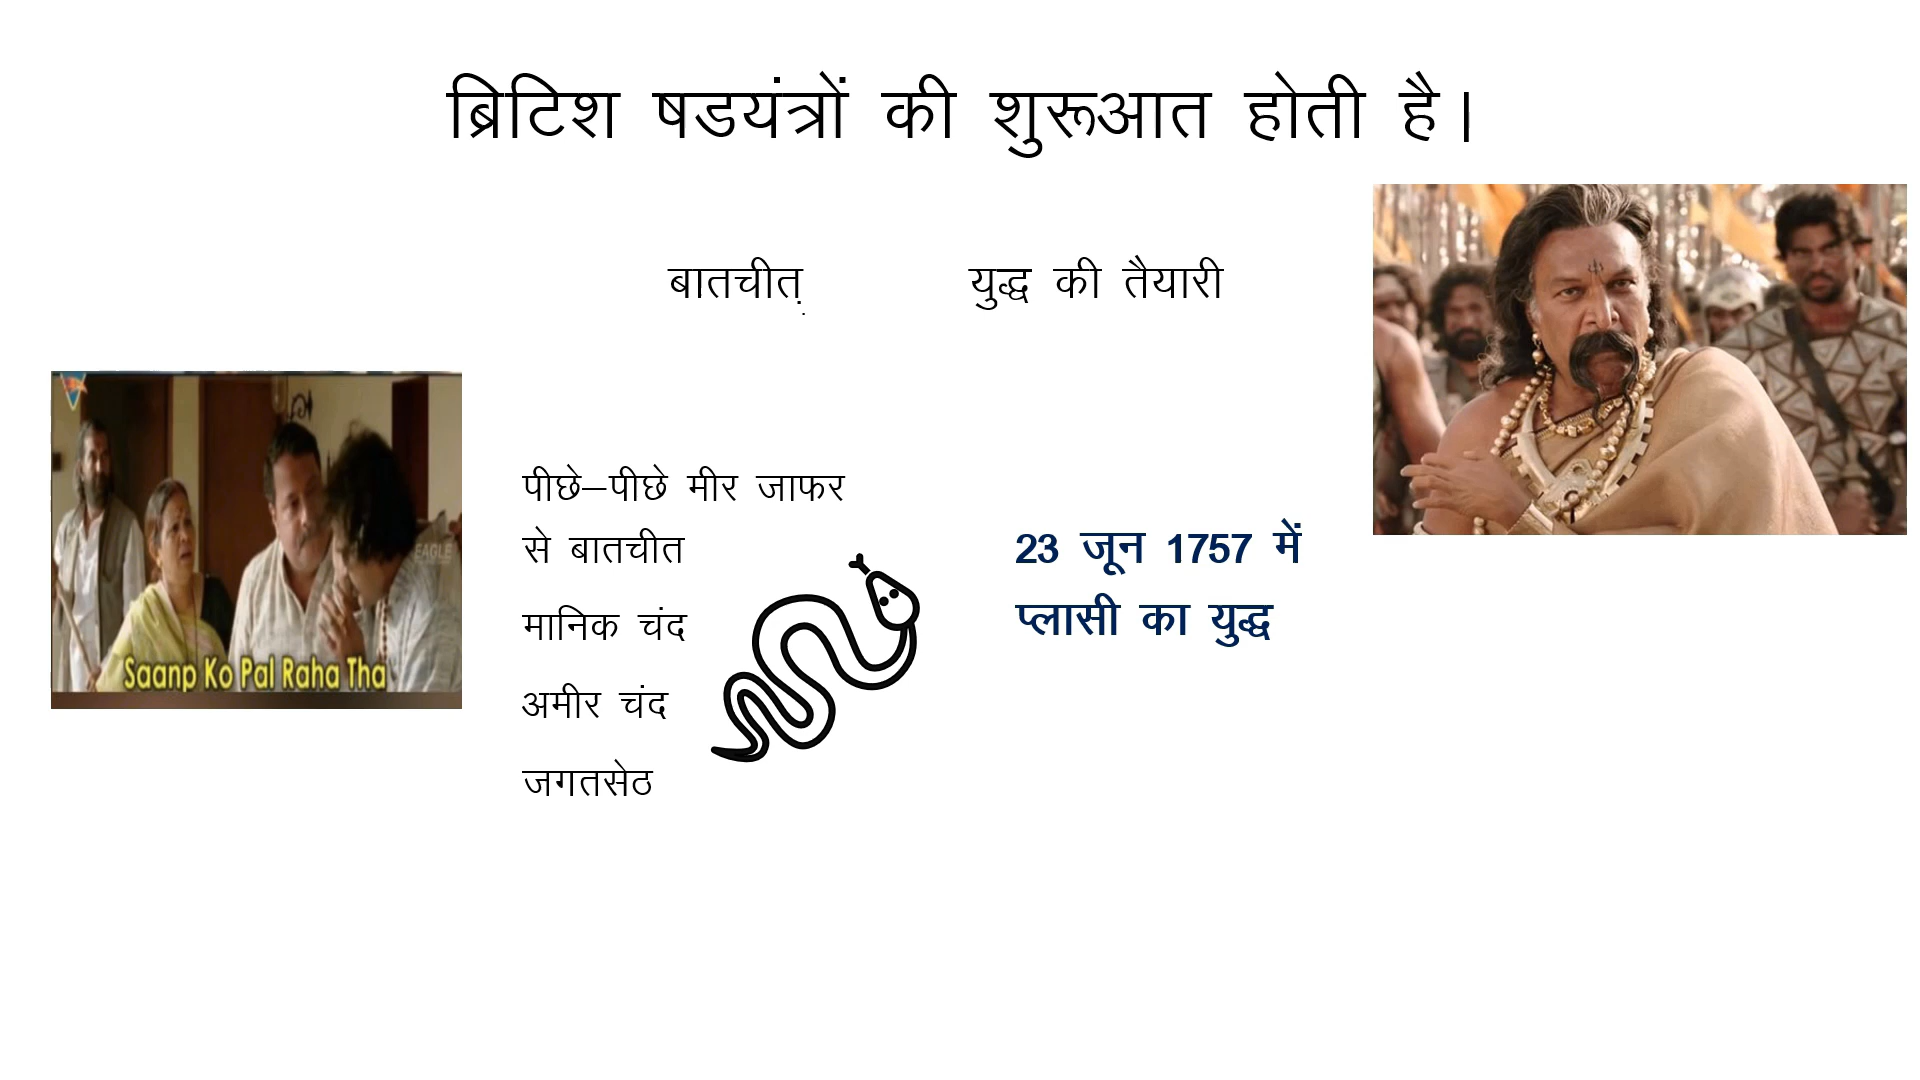 ब्रिटिश षडयंत्रों की शुरूआत होती है।
बातचीत् युद्ध की तैयारी
पीछे–पीछे मीर जाफर
से बातचीत
मानिक चंद
अमीर चंद
जगतसेठ
23 जून 1757 में
प्लासी का युद्ध
EAGLE
Saanp Ko Pal Raha Tha